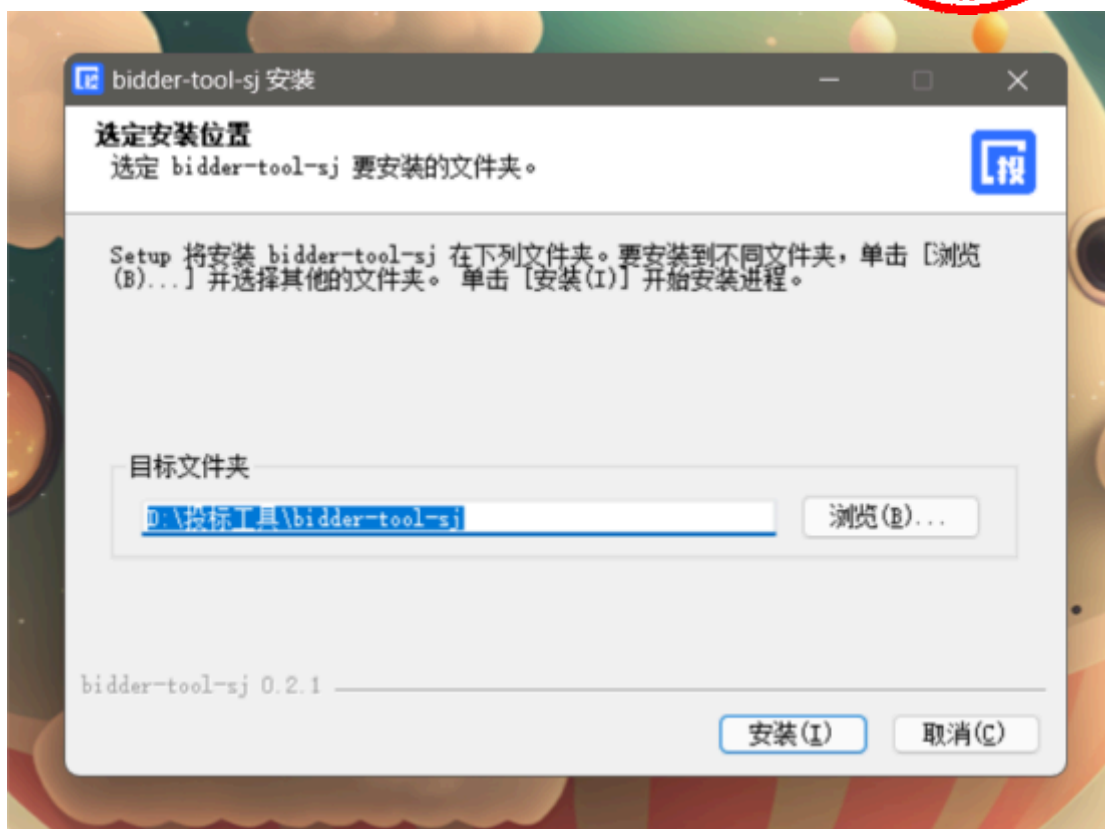 bidder-tool-sj 安装
选定安装位置
选定 bidder-tool-sj 要安装的文件夹。
投
Setup 将安装 bidder-tool-sj 在下列文件夹。要安装到不同文件夹，单击 [浏览
(B)...] 并选择其他的文件夹。 单击 [安装(I)] 开始安装进程。
目标文件夹
D:\投标工具\bidder-tool-sj
浏览(B)...
bidder-tool-sj 0.2.1
安装(I)
取消(C)